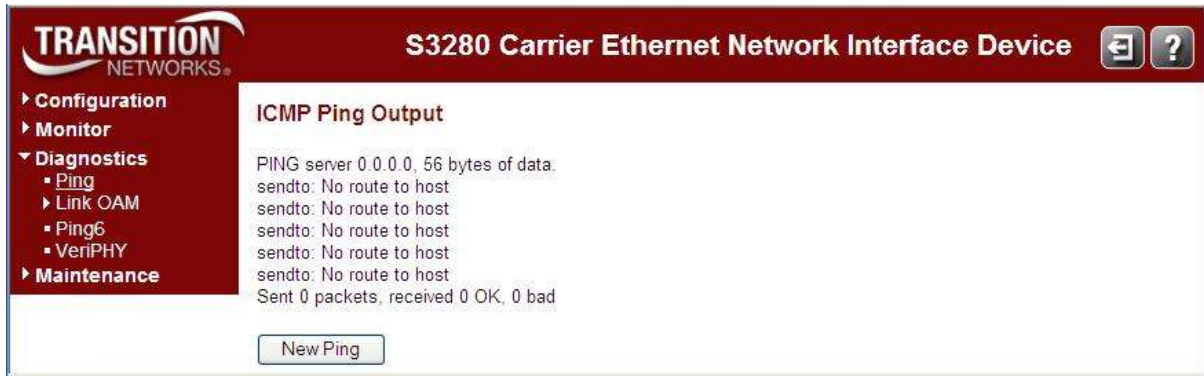 TRANSITION
NETWORKS®
S3280 Carrier Ethernet Network Interface Device
?
Configuration
Monitor
Diagnostics
Ping
Link OAM
Ping6
VeriPHY
Maintenance
ICMP Ping Output
PING server 0.0.0.0, 56 bytes of data.
sendto: No route to host
sendto: No route to host
sendto: No route to host
sendto: No route to host
sendto: No route to host
Sent 0 packets, received 0 OK, 0 bad
New Ping